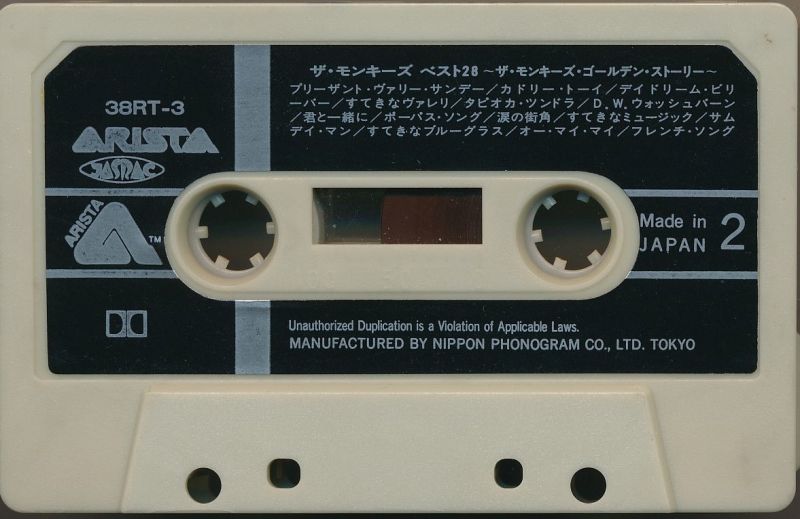 ザ・モンキーズ ベスト28 ～ザ・モンキーズ・ゴールデン・ストーリー～
プリーザント・ヴァリー・サンデー／カドリー・トーイ／デイドリーム・ビリ
ーバー／すてきなヴァレリ／タピオカ・ツンドラ／D.W.ウォッシュバーン
／君と一緒に／ポーパス・ソング／涙の街角／すてきなミュージック／サム
デイ・マン／すてきなブルーグラス／オー・マイ・マイ／フレンチ・ソング
38RT-3
ARISTA
JASRAC
ARISTA
TM
Made in
JAPAN 2
Unauthorized Duplication is a Violation of Applicable Laws.
MANUFACTURED BY NIPPON PHONOGRAM CO., LTD. TOKYO